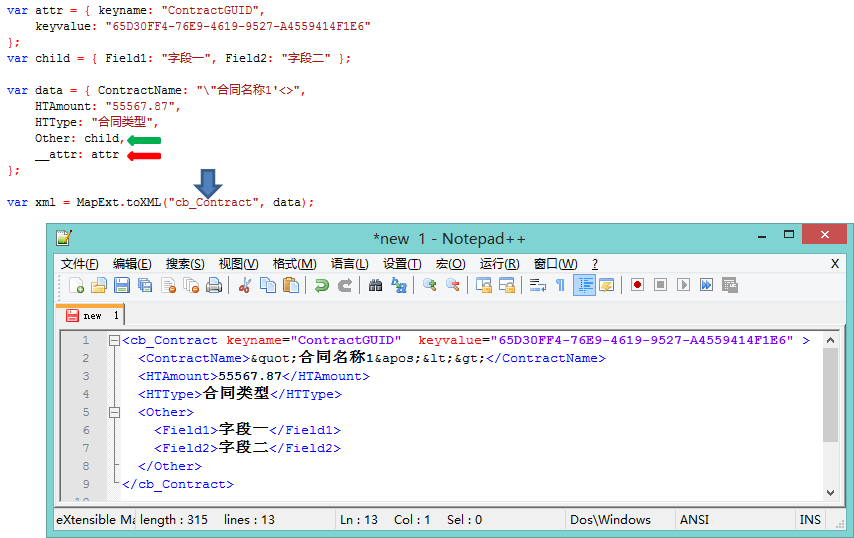 var attr = { keyname: "ContractGUID",
keyvalue: "65D30FF4-76E9-4619-9527-A4559414F1E6"
};
var child = { Field1: "字段一", Field2: "字段二" };
var data = { ContractName: "\"合同名称1'<>",
HTAmount: "55567.87",
HTType: "合同类型",
Other: child,
__attr: attr
};
var xml = MapExt.toXML("cb_Contract", data);
*new  1 - Notepad++
文件(F) 编辑(E) 搜索(S) 视图(V) 格式(M) 语言(L) 设置(T) 宏(O) 运行(R) 窗口(W) ? X
new  1
1 <cb_Contract keyname="ContractGUID"  keyvalue="65D30FF4-76E9-4619-9527-A4559414F1E6" >
2 <ContractName>&quot;合同名称1&apos;&lt;&gt;</ContractName>
3 <HTAmount>55567.87</HTAmount>
4 <HTType>合同类型</HTType>
5 <Other>
6 <Field1>字段一</Field1>
7 <Field2>字段二</Field2>
8 </Other>
9 </cb_Contract>
eXtensible Ma length : 315 lines : 13 Ln : 13 Col : 1 Sel : 0 Dos\Windows ANSI INS